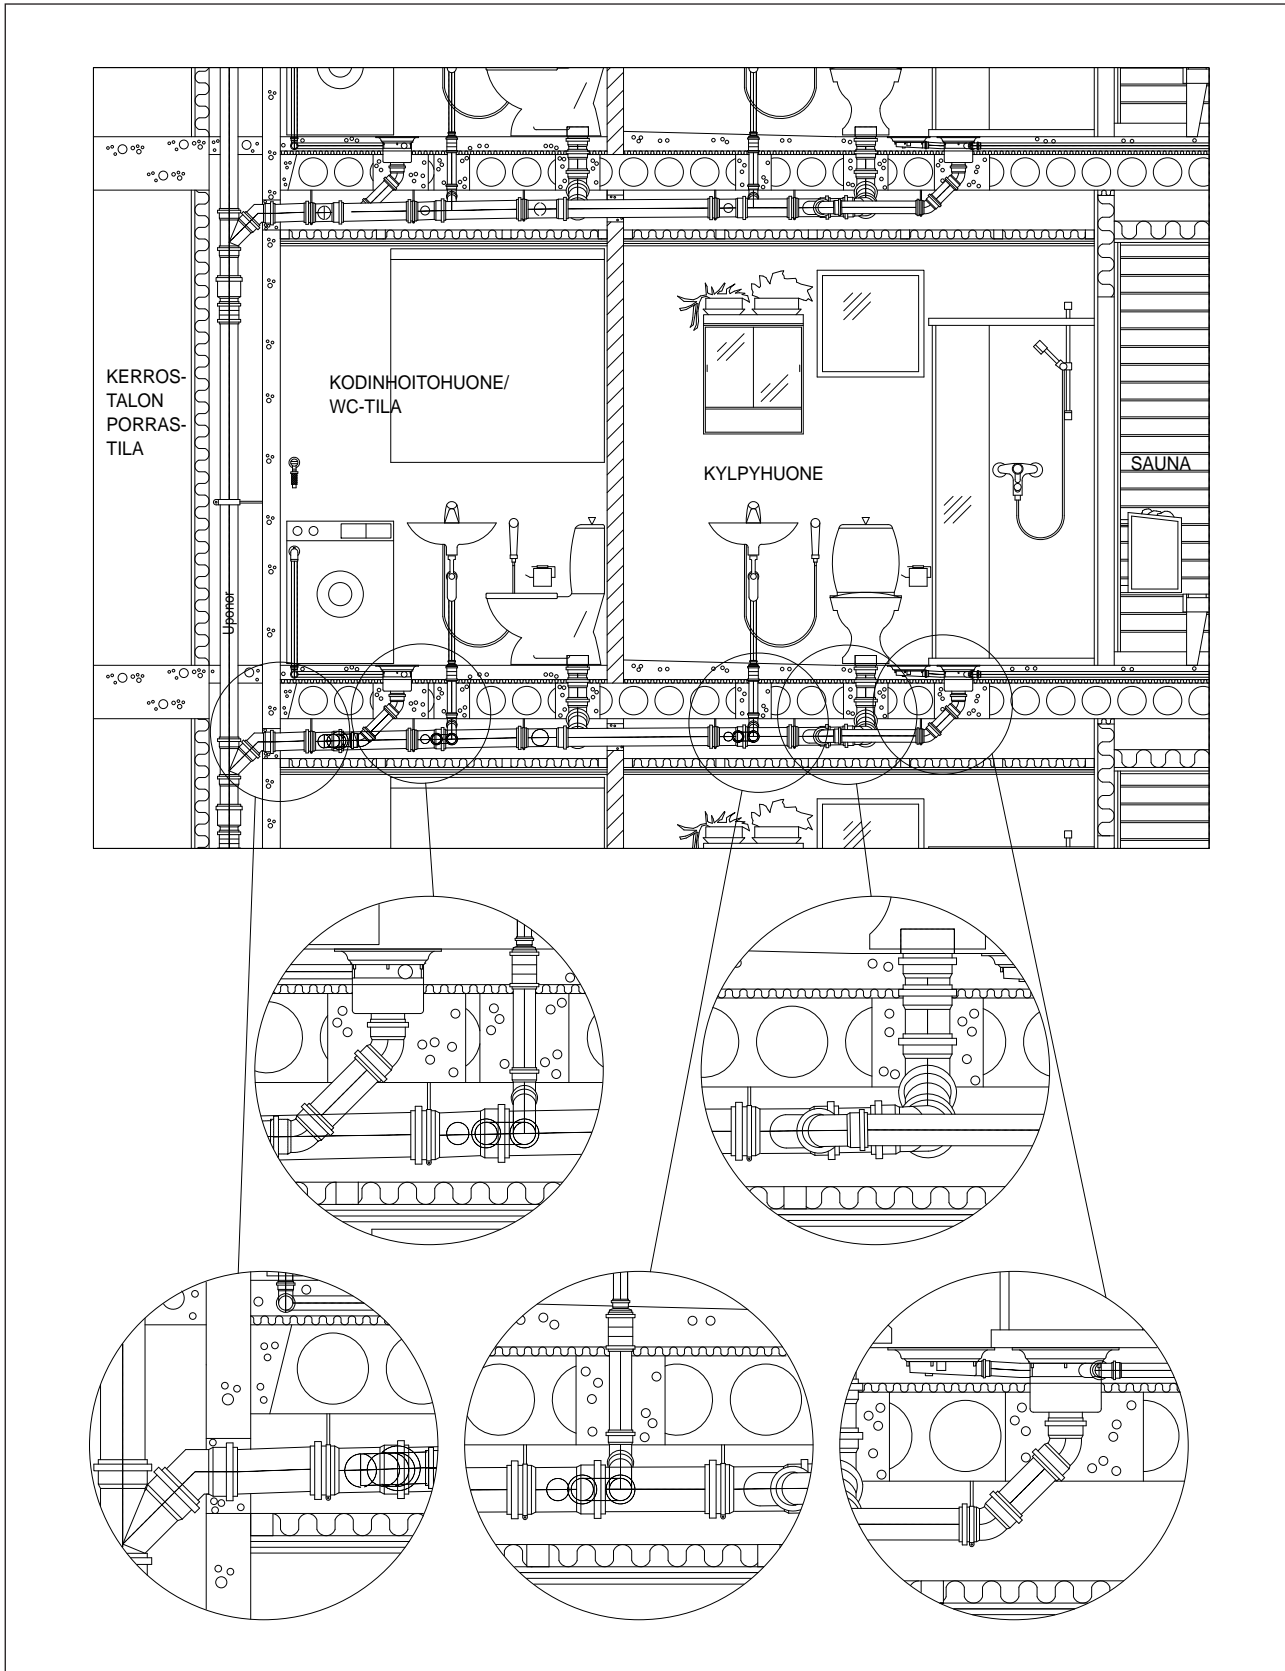 KERROS-
TALON
PORRAS-
TILA
KODINHOITOHUONE/
WC-TILA
KYLPYHUONE
SAUNA
Uponor